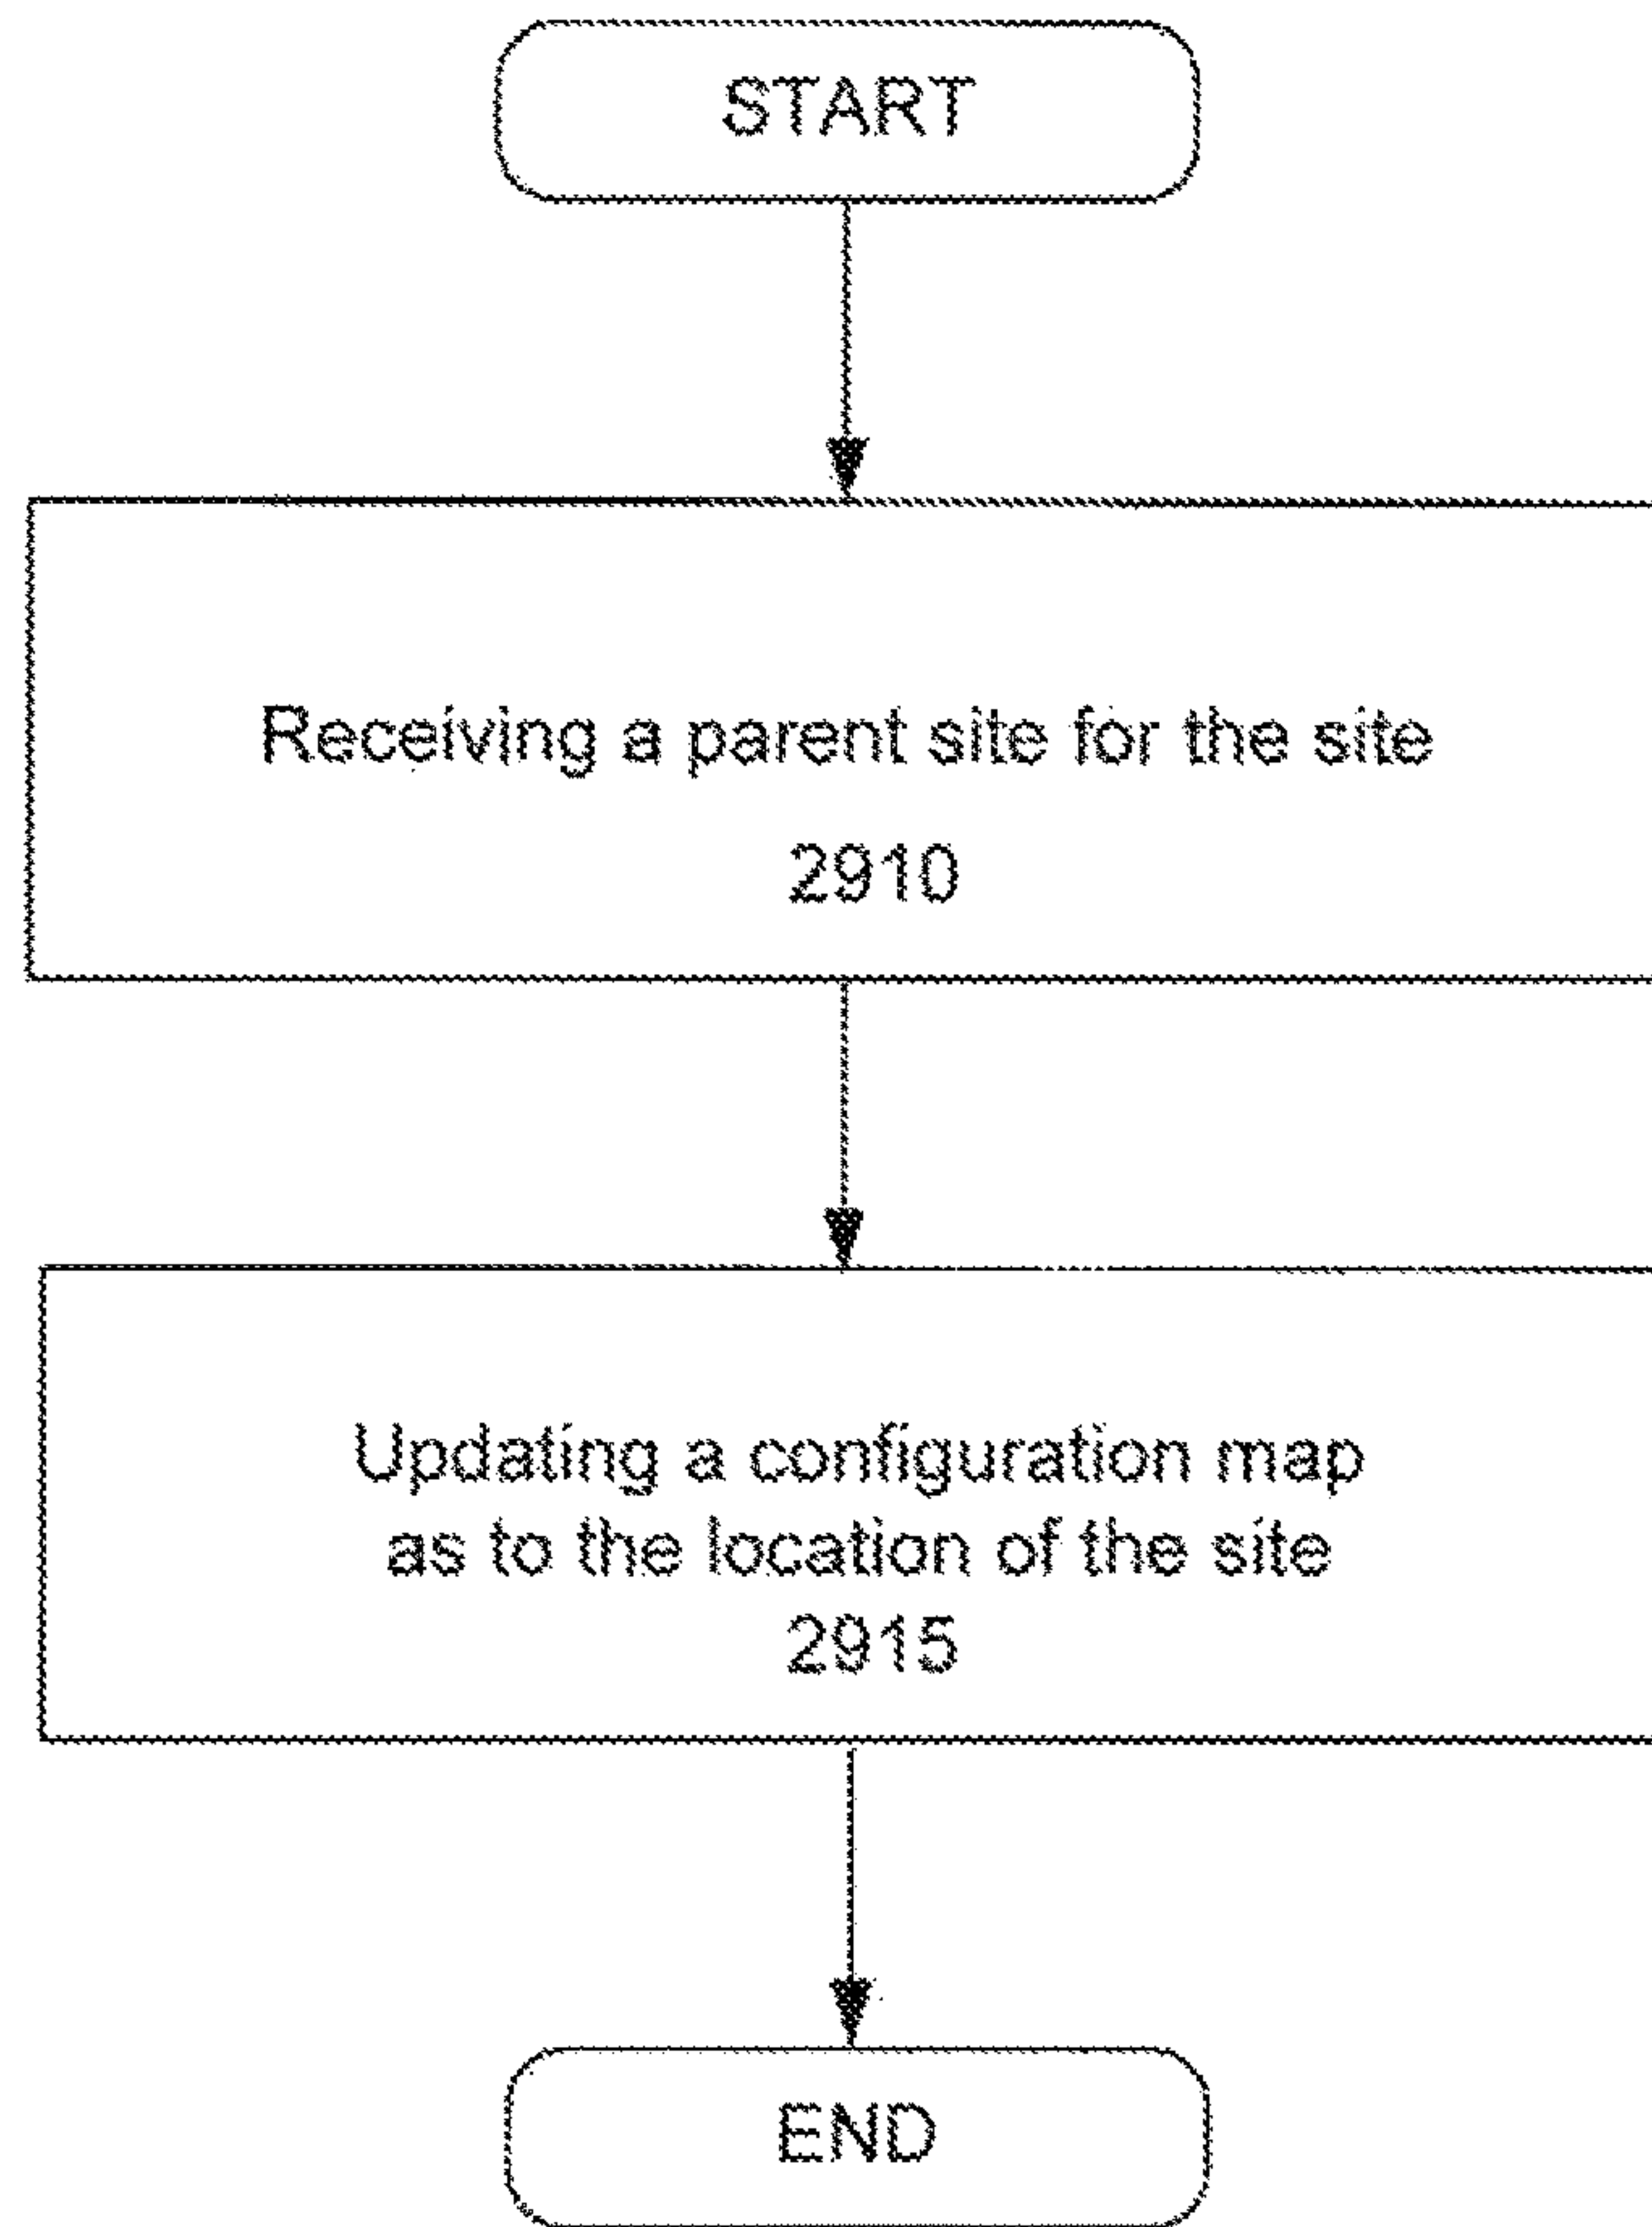 START
Receiving a parent site for the site
2910
Updating a configuration map
as to the location of the site
2915
END